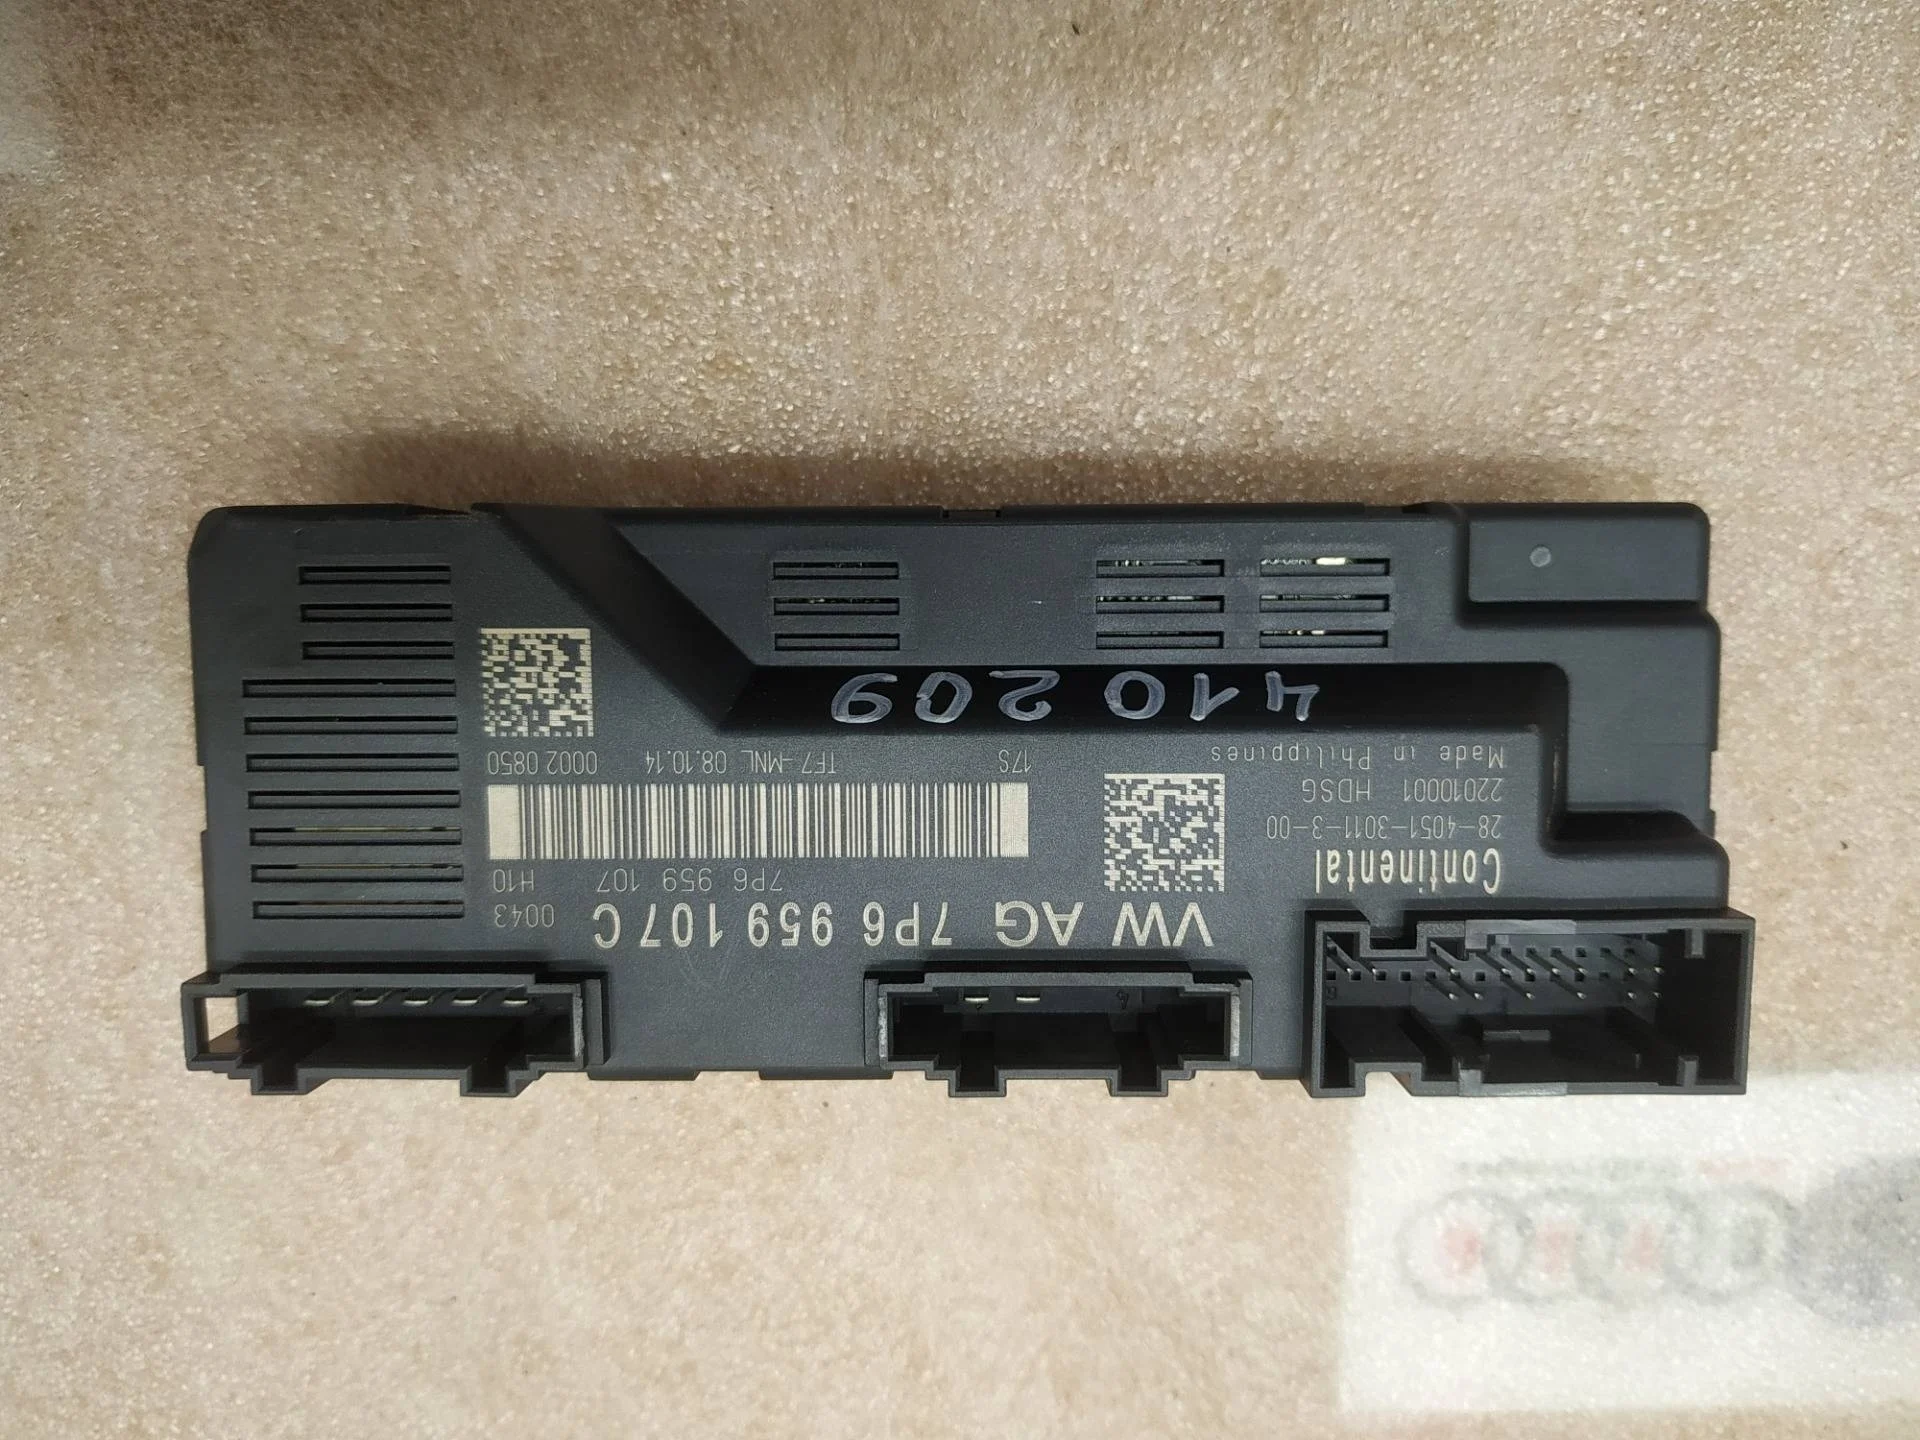 VW AG 7P6 959 107 C 0043
7P6 959 107 H10
Continental
28-4051-3011-3-00
22010001 HDSG
Made in Philippines
17S TF7-MNL 08.10.14 0002 0850
410 209